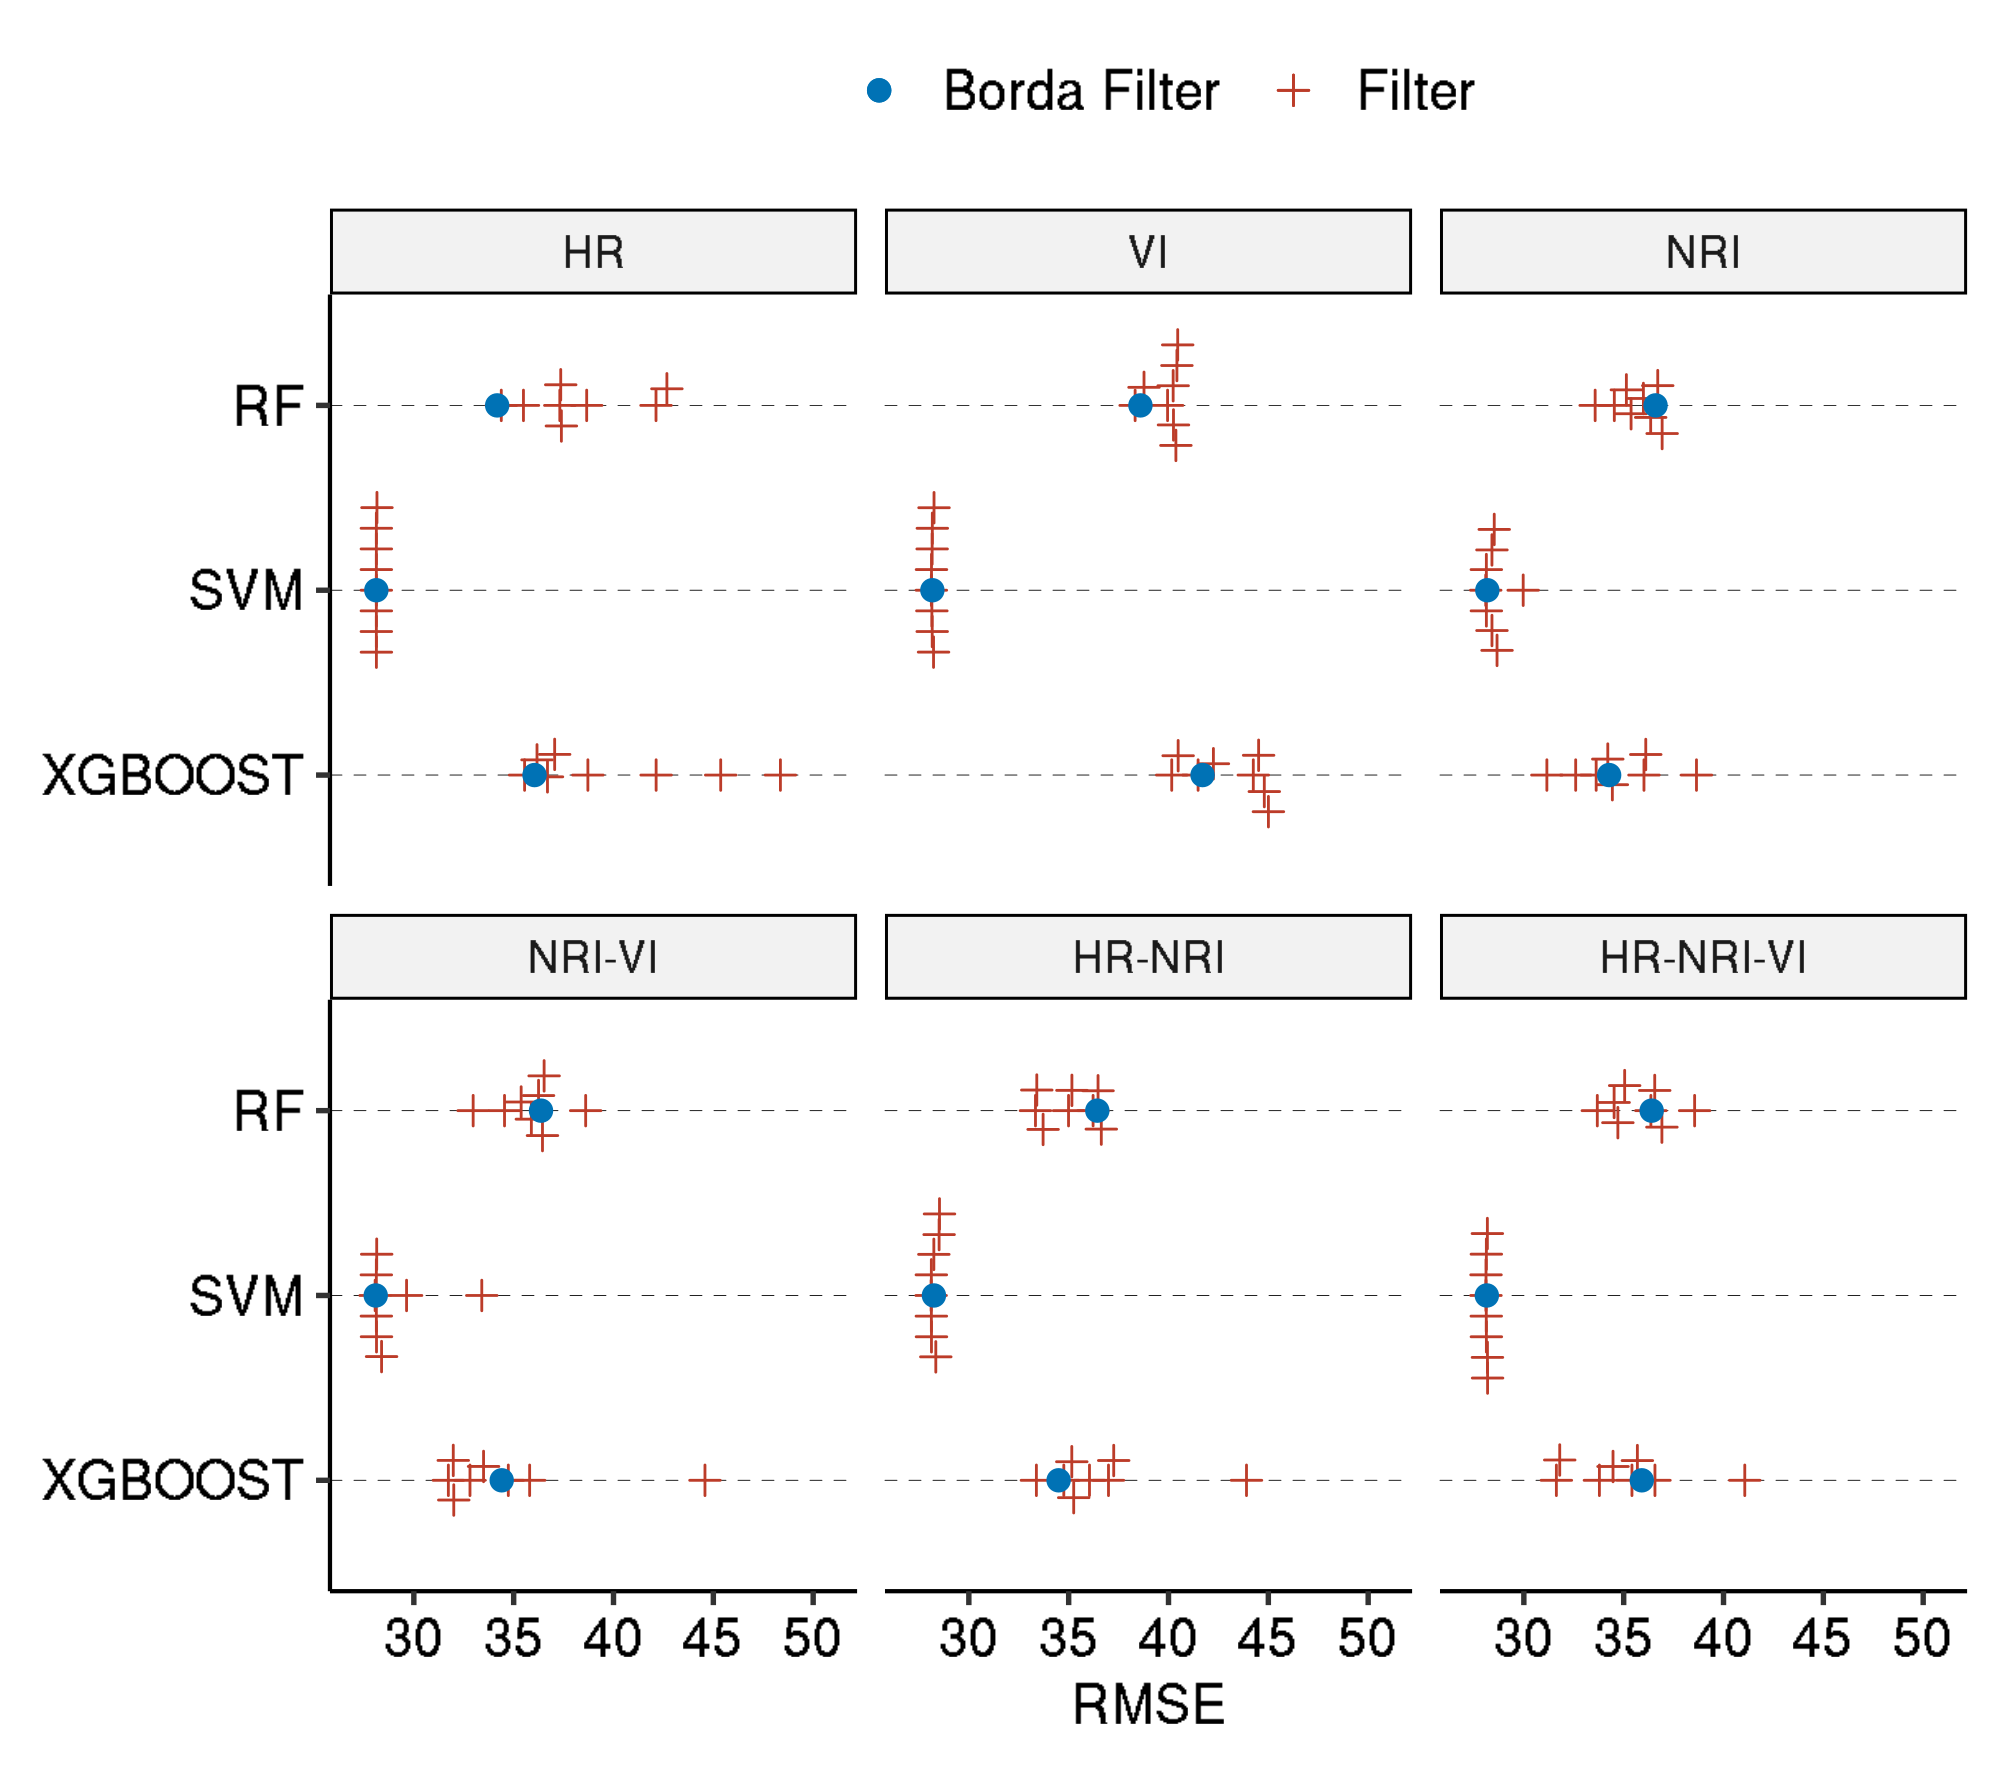 Borda Filter Filter
HR VI NRI
RF
SVM
XGBOOST
NRI-VI HR-NRI HR-NRI-VI
RF
SVM
XGBOOST
30 35 40 45 50 30 35 40 45 50 30 35 40 45 50
RMSE